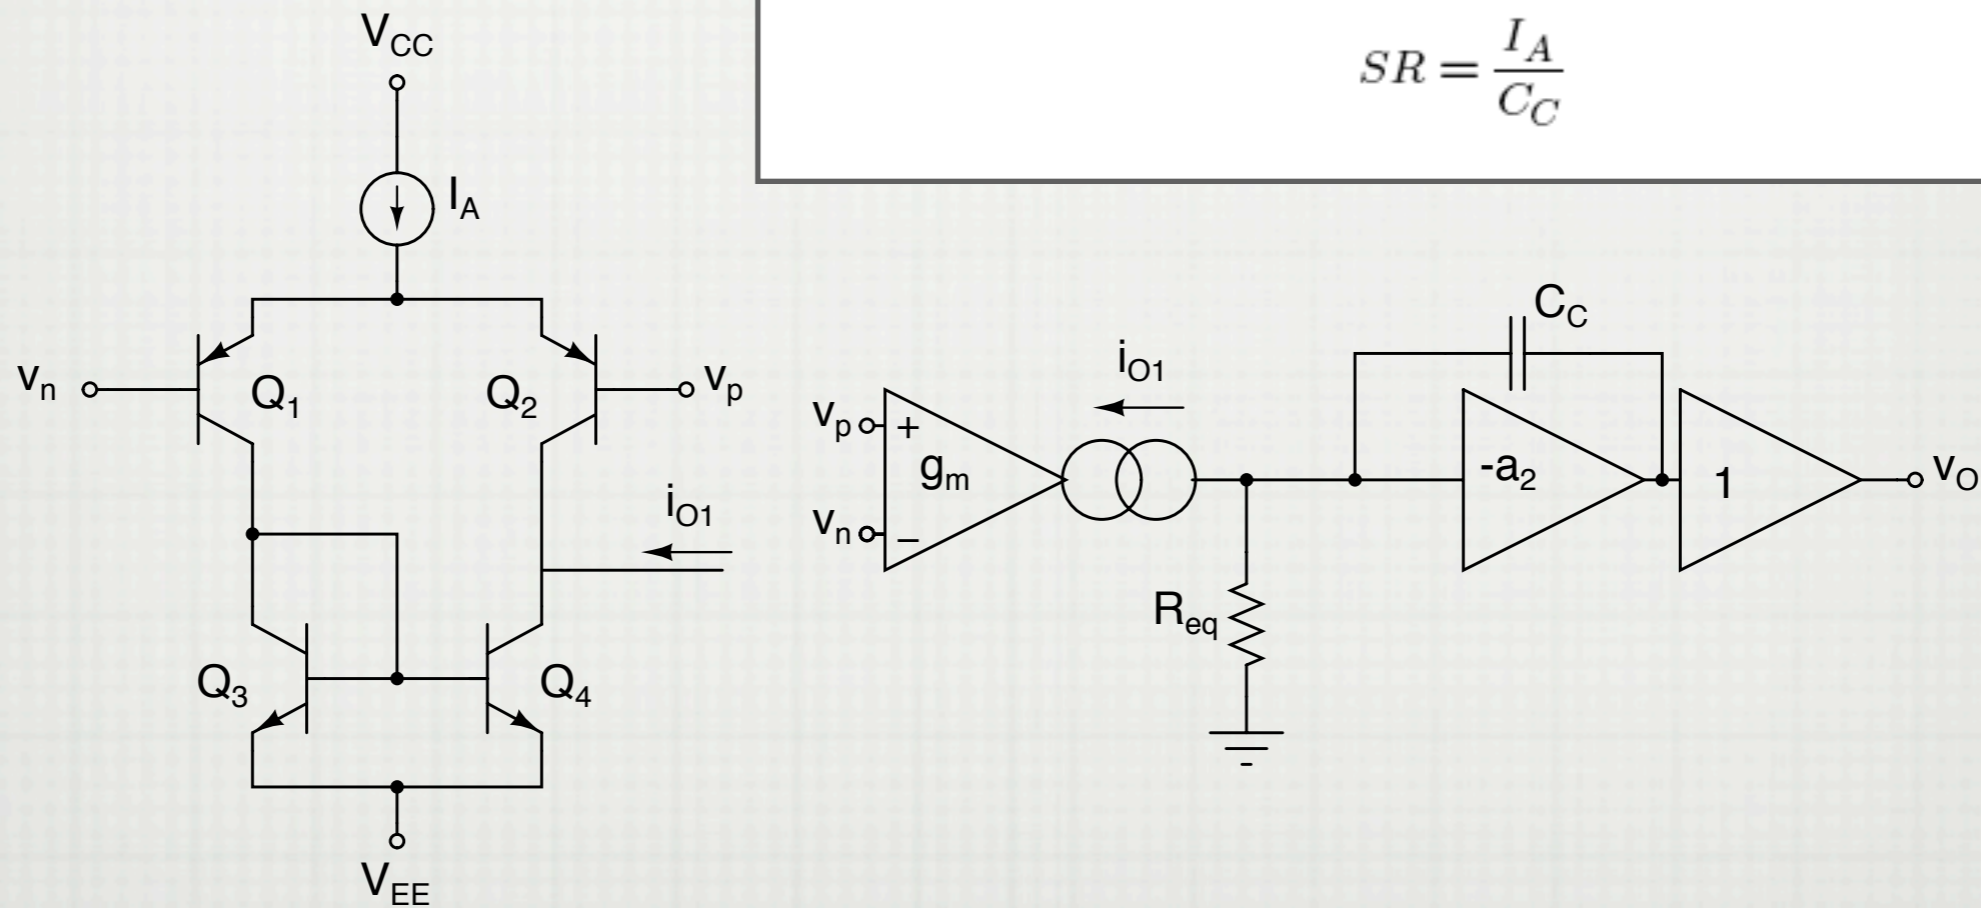 V_CC
SR = I_A / C_C
I_A
C_C
v_n
Q_1
Q_2
v_p
i_O1
v_p
+
g_m
-a_2
1
v_O
i_O1
v_n
−
R_eq
Q_3
Q_4
V_EE